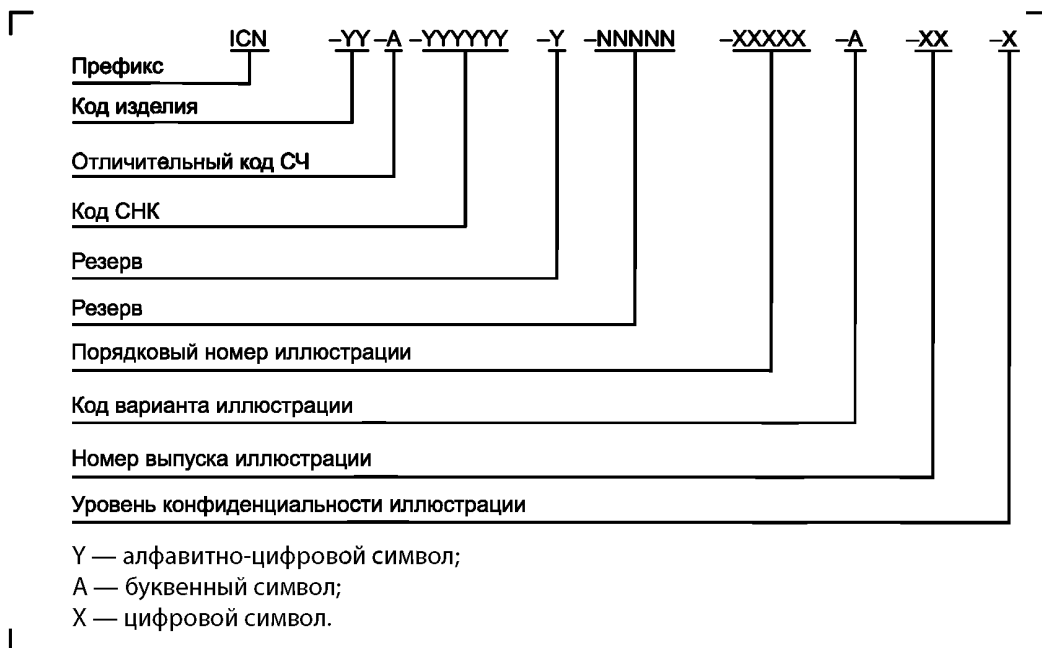 ICN –YY –A –YYYYYY –Y –NNNNN –XXXXX –A –XX –X
Префикс
Код изделия
Отличительный код СЧ
Код СНК
Резерв
Резерв
Порядковый номер иллюстрации
Код варианта иллюстрации
Номер выпуска иллюстрации
Уровень конфиденциальности иллюстрации
Y — алфавитно-цифровой символ;
A — буквенный символ;
X — цифровой символ.